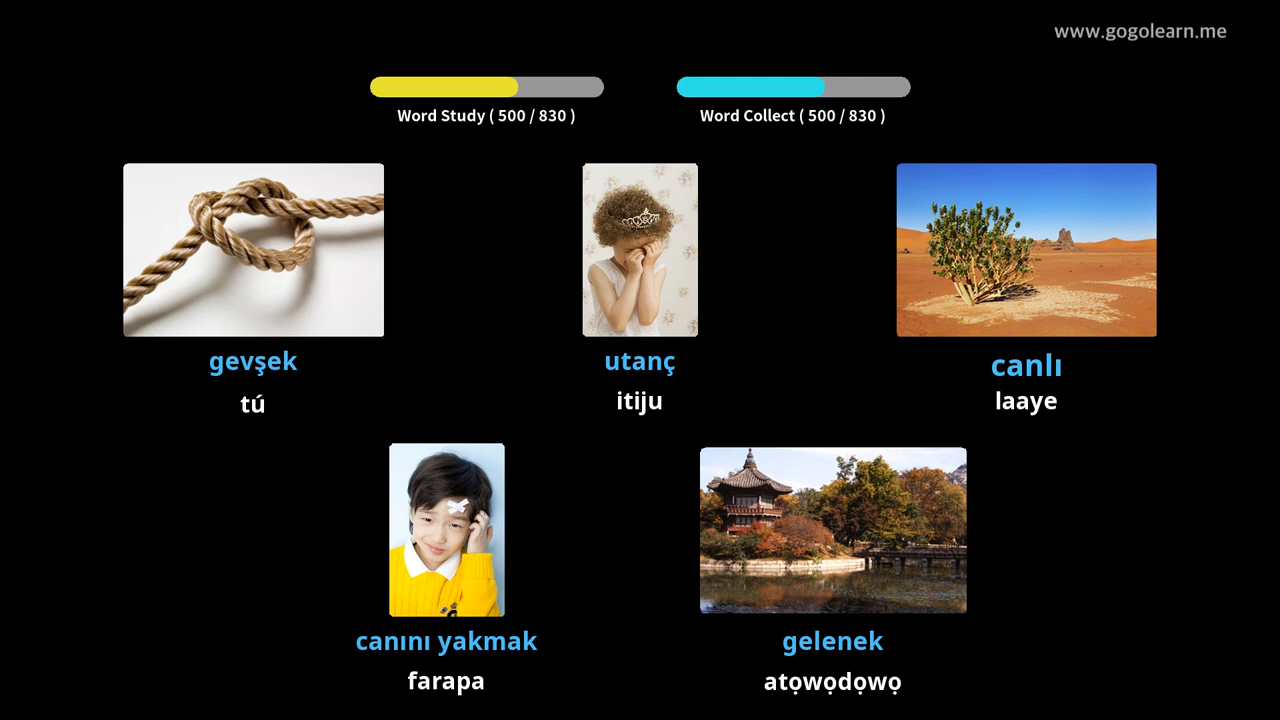 www.gogolearn.me
Word Study ( 500 / 830 )
Word Collect ( 500 / 830 )
gevşek
tú
utanç
itiju
canlı
laaye
canını yakmak
farapa
gelenek
atọwọdọwọ